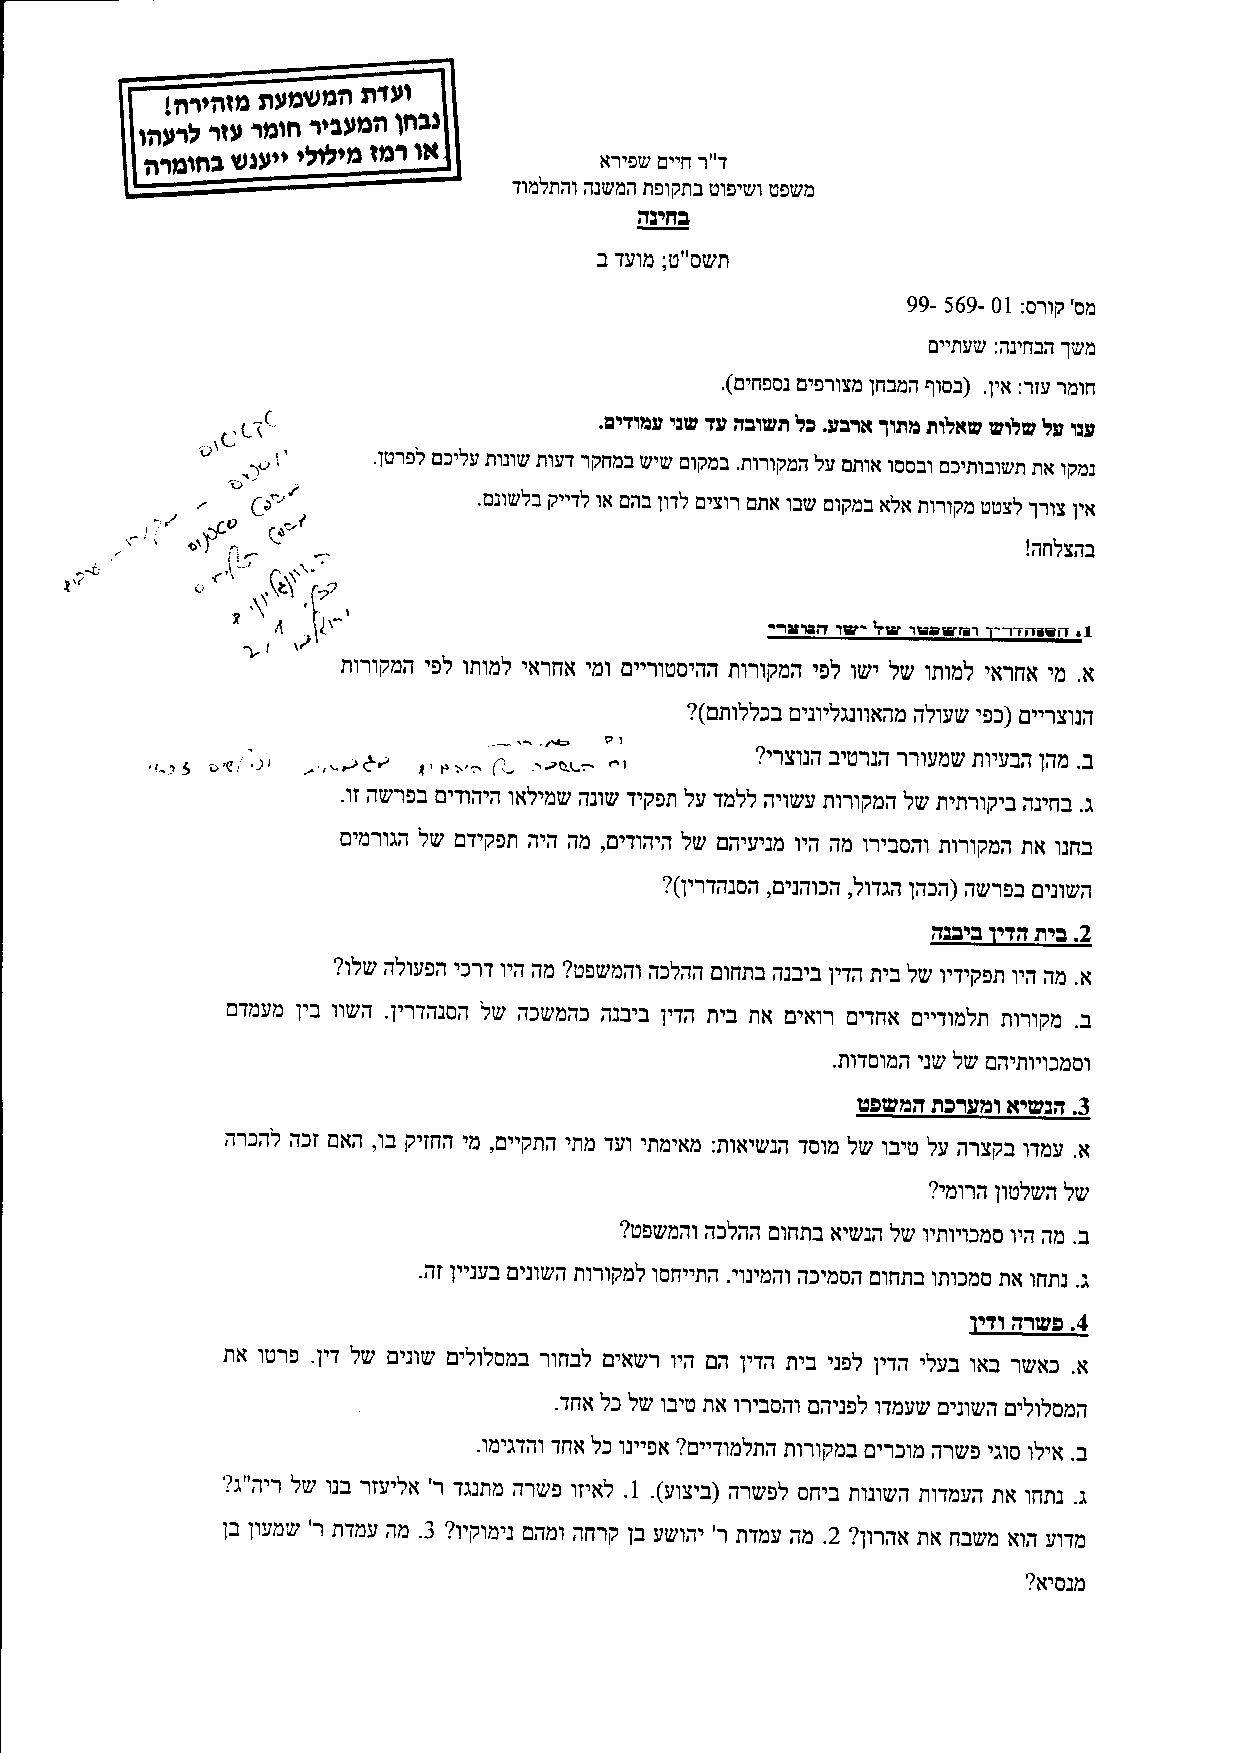 ועדת המשמעת מזהירה!
נבחן המעביר חומר עזר לרעהו
או רמז מילולי ייענש בחומרה
ד"ר חיים שפירא
משפט ושיפוט בתקופת המשנה והתלמוד
בחינה
תשס"ט; מועד ב
מס' קורס: 01 -569 -99
משך הבחינה: שעתיים
חומר עזר: אין. (בסוף המבחן מצורפים נספחים).
ענו על שלוש שאלות מתוך ארבע. כל תשובה עד שני עמודים.
נמקו את תשובותיכם ובססו אותם על המקורות. במקום שיש במחקר דעות שונות עליכם לפרטן.
אין צורך לצטט מקורות אלא במקום שבו אתם רוצים לדון בהם או לדייק בלשונם.
בהצלחה!
1. הסנהדרין ומשפטו של ישו הנוצרי
א. מי אחראי למותו של ישו לפי המקורות ההיסטוריים ומי אחראי למותו לפי המקורות
הנוצריים (כפי שעולה מהאוונגליונים בכללותם)?
ב. מהן הבעיות שמעורר הנרטיב הנוצרי?
ג. בחינה ביקורתית של המקורות עשויה ללמד על תפקיד שונה שמילאו היהודים בפרשה זו.
בחנו את המקורות והסבירו מה היו מניעיהם של היהודים, מה היה תפקידם של הגורמים
השונים בפרשה (הכהן הגדול, הכוהנים, הסנהדרין)?
2. בית הדין ביבנה
א. מה היו תפקידיו של בית הדין ביבנה בתחום ההלכה והמשפט? מה היו דרכי הפעולה שלו?
ב. מקורות תלמודיים אחדים רואים את בית הדין ביבנה כהמשכה של הסנהדרין. השוו בין מעמדם
וסמכויותיהם של שני המוסדות.
3. הנשיא ומערכת המשפט
א. עמדו בקצרה על טיבו של מוסד הנשיאות: מאימתי ועד מתי התקיים, מי החזיק בו, האם זכה להכרה
של השלטון הרומי?
ב. מה היו סמכויותיו של הנשיא בתחום ההלכה והמשפט?
ג. נתחו את סמכותו בתחום הסמיכה והמינוי. התייחסו למקורות השונים בעניין זה.
4. פשרה ודין
א. כאשר באו בעלי הדין לפני בית הדין הם היו רשאים לבחור במסלולים שונים של דין. פרטו את
המסלולים השונים שעמדו לפניהם והסבירו את טיבו של כל אחד.
ב. אילו סוגי פשרה מוכרים במקורות התלמודיים? אפיינו כל אחד והדגימו.
ג. נתחו את העמדות השונות ביחס לפשרה (ביצוע). 1. לאיזו פשרה מתנגד ר' אליעזר בנו של ריה"ג?
מדוע הוא משבח את אהרון? 2. מה עמדת ר' יהושע בן קרחה ומהם נימוקיו? 3. מה עמדת ר' שמעון בן
מנסיא?